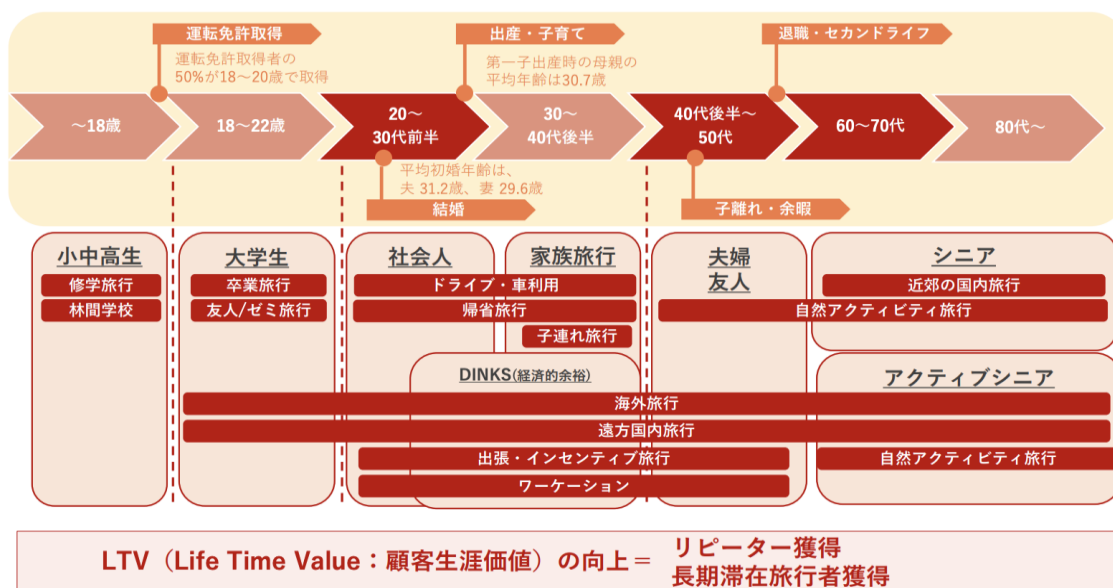 運転免許取得
運転免許取得者の
50%が18〜20歳で取得
出産・子育て
第一子出産時の母親の
平均年齢は30.7歳
退職・セカンドライフ
〜18歳
18〜22歳
20〜
30代前半
30〜
40代後半
40代後半〜
50代
60〜70代
80代〜
平均初婚年齢は、
夫 31.2歳、妻 29.6歳
結婚
子離れ・余暇
小中高生
修学旅行
林間学校
大学生
卒業旅行
友人/ゼミ旅行
社会人
家族旅行
ドライブ・車利用
帰省旅行
子連れ旅行
夫婦
友人
シニア
近郊の国内旅行
自然アクティビティ旅行
DINKS(経済的余裕)
アクティブシニア
海外旅行
遠方国内旅行
出張・インセンティブ旅行
自然アクティビティ旅行
ワーケーション
LTV（Life Time Value：顧客生涯価値）の向上＝
リピーター獲得
長期滞在旅行者獲得